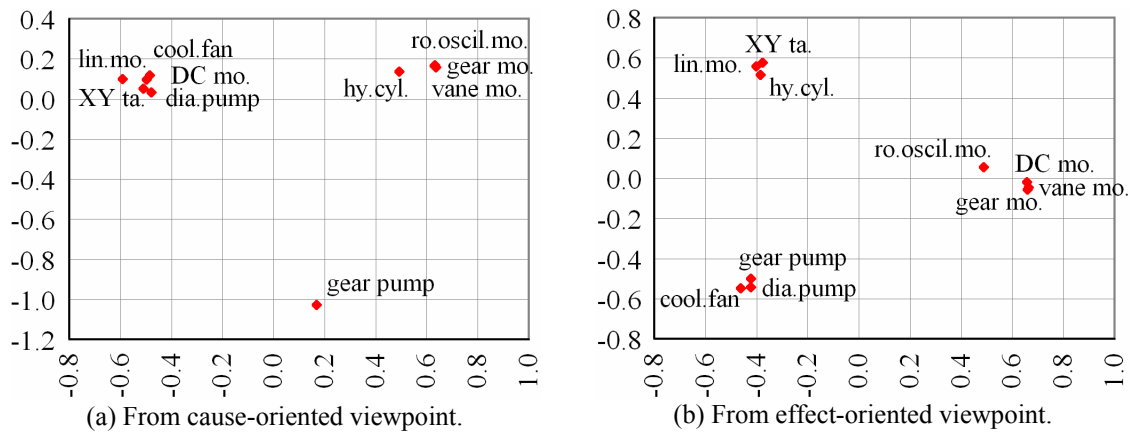 0.4
0.2
0.0
-0.2
-0.4
-0.6
-0.8
-1.0
-1.2
-0.8
-0.6
-0.4
-0.2
0.0
0.2
0.4
0.6
0.8
1.0
lin.mo.
cool.fan
DC mo.
XY ta.
dia.pump
ro.oscil.mo.
gear mo.
hy.cyl.
vane mo.
gear pump
(a) From cause-oriented viewpoint.
0.8
0.6
0.4
0.2
0.0
-0.2
-0.4
-0.6
-0.8
-0.8
-0.6
-0.4
-0.2
0.0
0.2
0.4
0.6
0.8
1.0
XY ta.
lin.mo.
hy.cyl.
ro.oscil.mo.
DC mo.
vane mo.
gear mo.
gear pump
dia.pump
cool.fan
(b) From effect-oriented viewpoint.